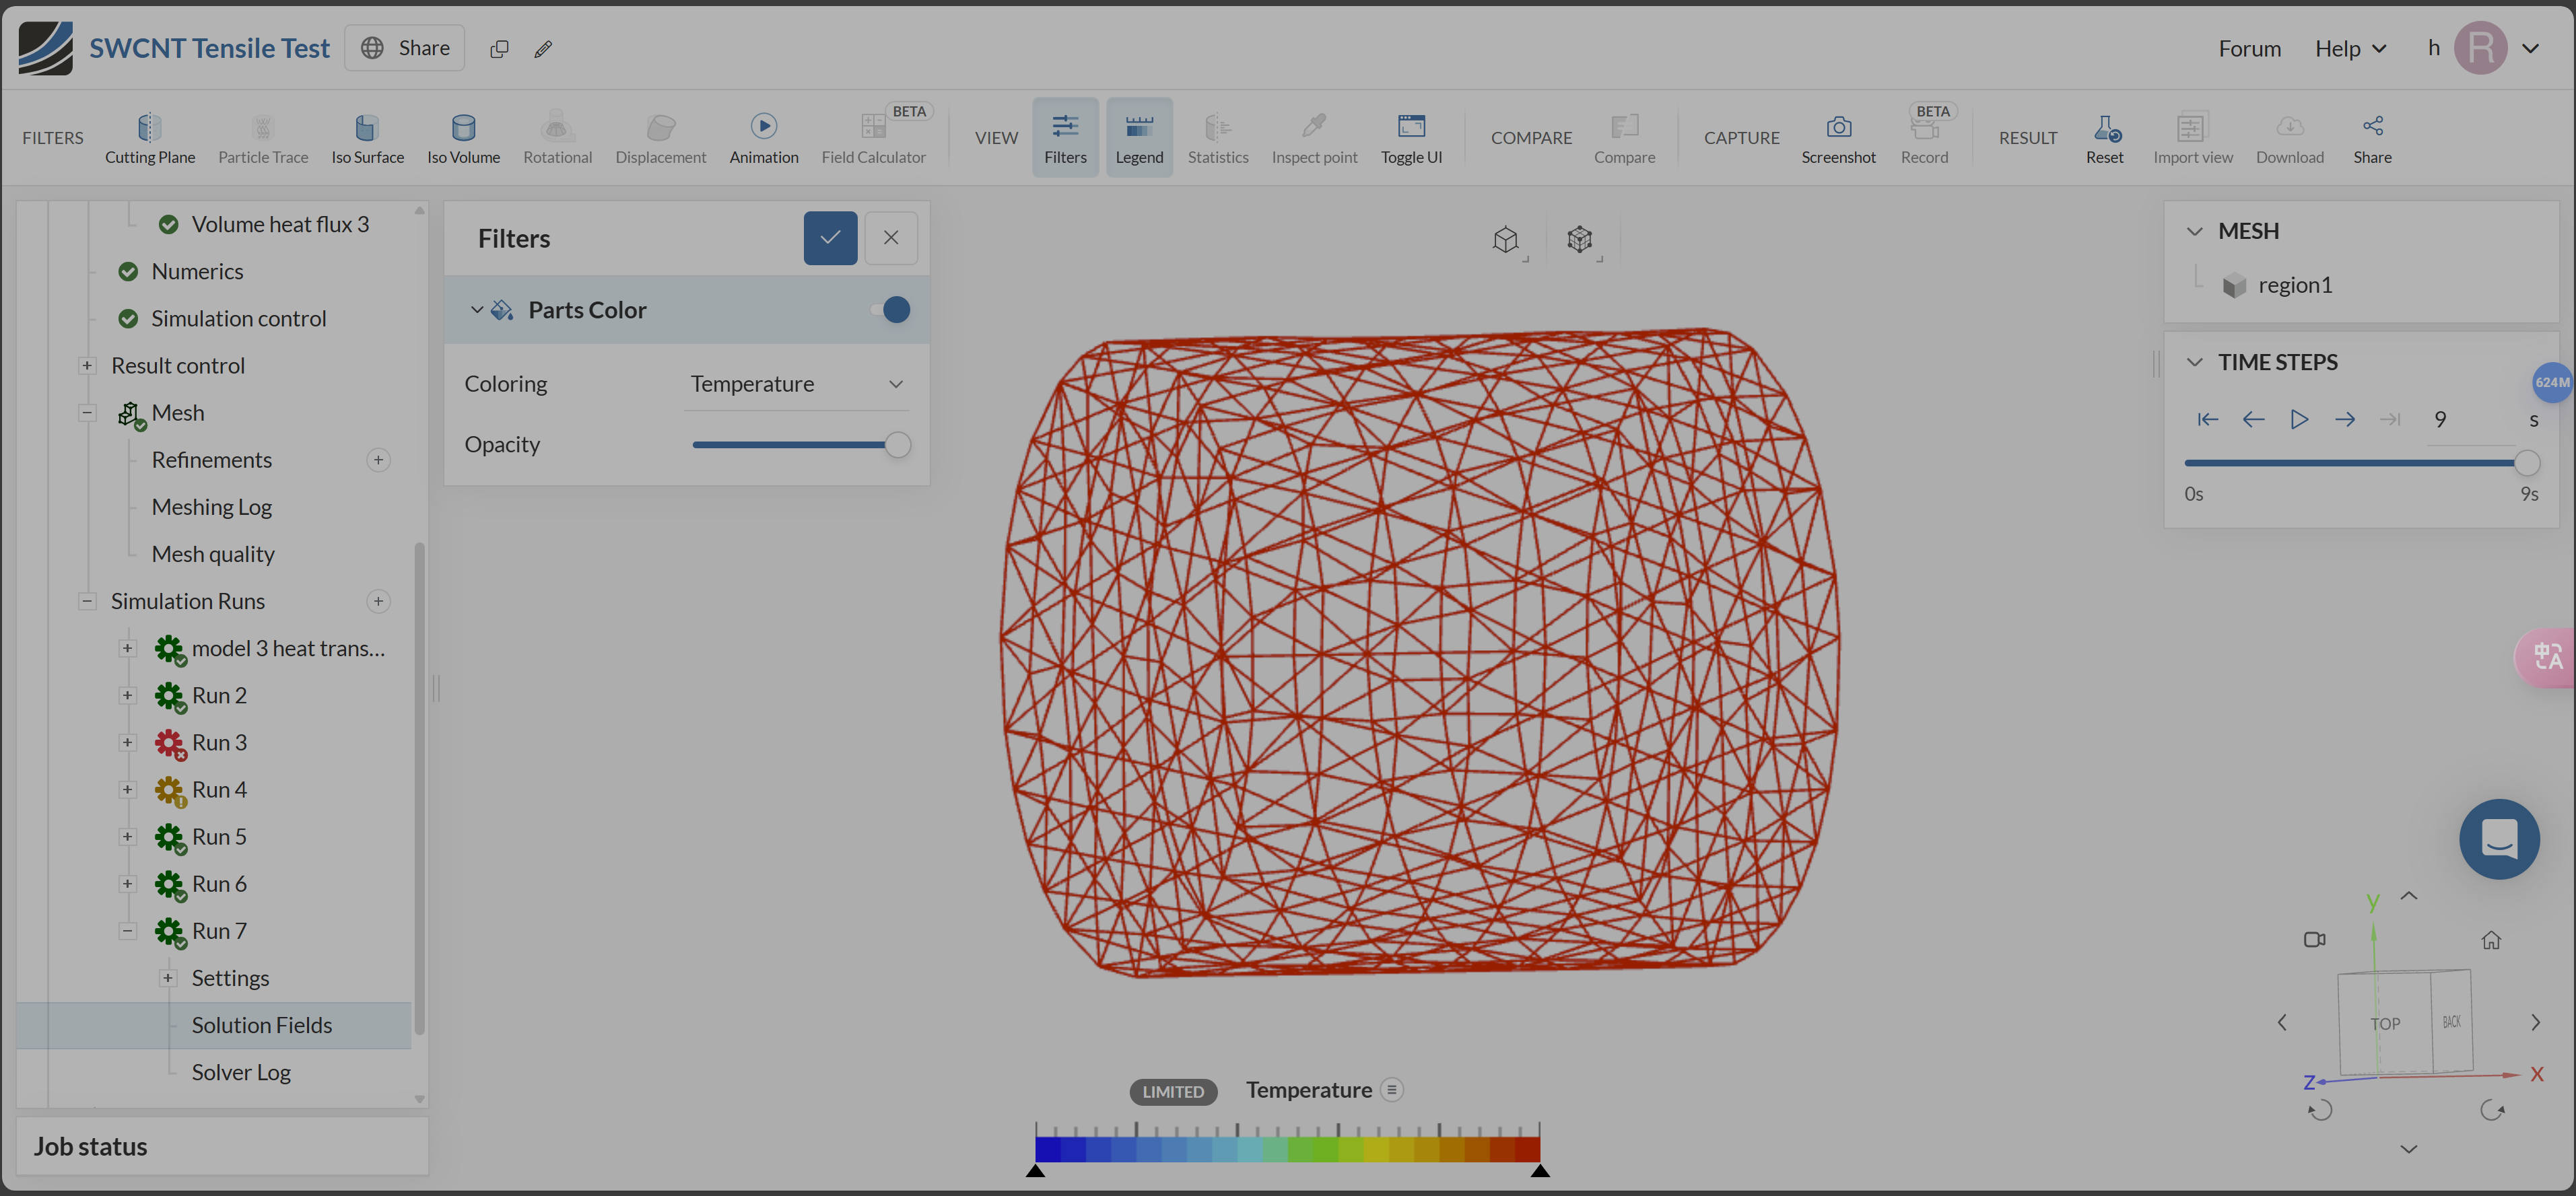 SWCNT Tensile Test
Share
Forum
Help
h
R
FILTERS
Cutting Plane
Particle Trace
Iso Surface
Iso Volume
Rotational
Displacement
Animation
BETA
Field Calculator
VIEW
Filters
Legend
Statistics
Inspect point
Toggle UI
COMPARE
Compare
CAPTURE
Screenshot
BETA
Record
RESULT
Reset
Import view
Download
Share
Volume heat flux 3
Numerics
Simulation control
Result control
Mesh
Refinements
Meshing Log
Mesh quality
Simulation Runs
model 3 heat trans...
Run 2
Run 3
Run 4
Run 5
Run 6
Run 7
Settings
Solution Fields
Solver Log
Job status
Filters
Parts Color
Coloring
Temperature
Opacity
LIMITED
Temperature
MESH
region1
TIME STEPS
9 s
0s
9s
624M
中A
y
TOP
BACK
Z
X